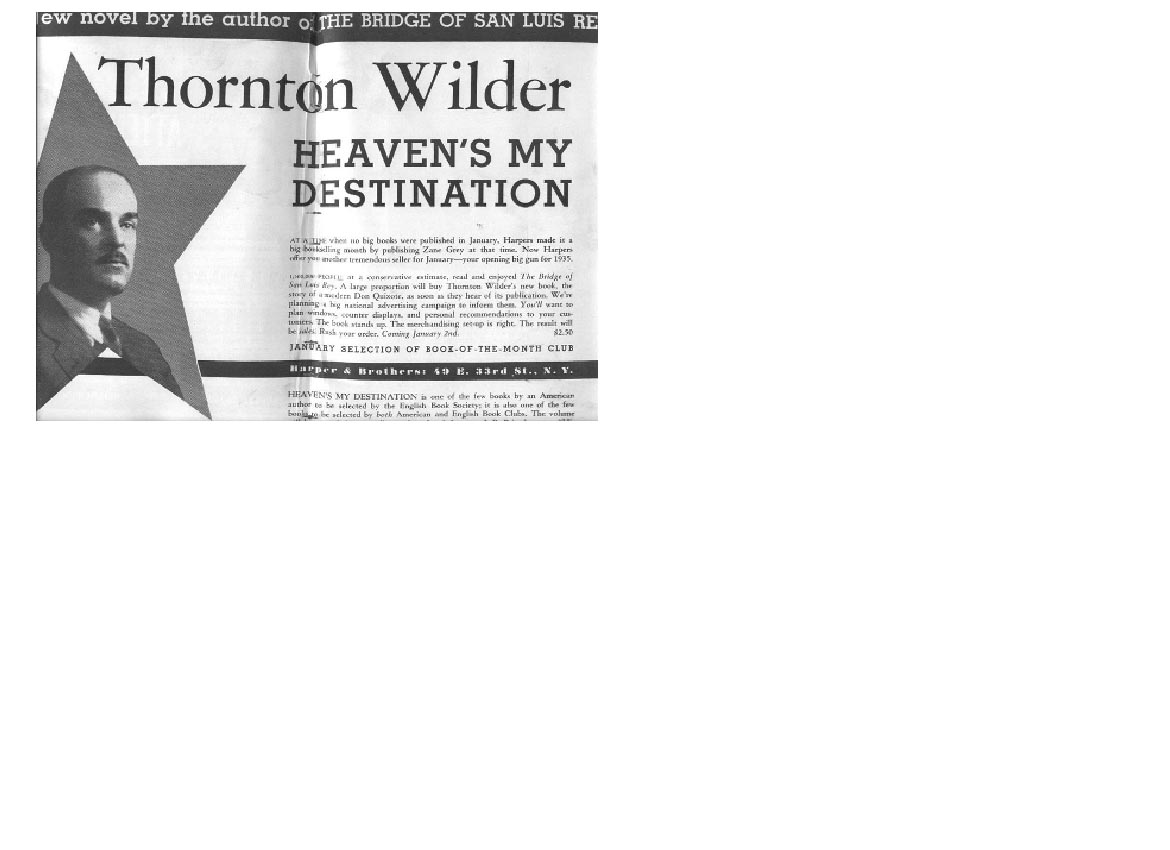 ew novel by the author of THE BRIDGE OF SAN LUIS RE
Thornton Wilder
HEAVEN'S MY
DESTINATION
AT A TIME when no big books were published in January, Harpers made is a
big bookselling month by publishing Zane Grey at that time. Now Harpers
offer you another tremendous seller for January—your opening big gun for 1935.
PEOPLE, at a conservative estimate, read and enjoyed The Bridge of
San Luis Rey. A large proportion will buy Thornton Wilder's new book, the
story of a modern Don Quixote, as soon as they hear of its publication. We're
planning a big national advertising campaign to inform them. You'll want to
plan windows, counter displays, and personal recommendations to your cus-
tomers. The book stands up. The merchandising set-up is right. The result will
be sales. Rush your order. Coming January 2nd. $2.50
JANUARY SELECTION OF BOOK-OF-THE-MONTH CLUB
Harper & Brothers: 49 E. 33rd St., N. Y.
HEAVEN'S MY DESTINATION is one of the few books by an American
author to be selected by the English Book Society; it is also one of the few
books to be selected by both American and English Book Clubs. The volume